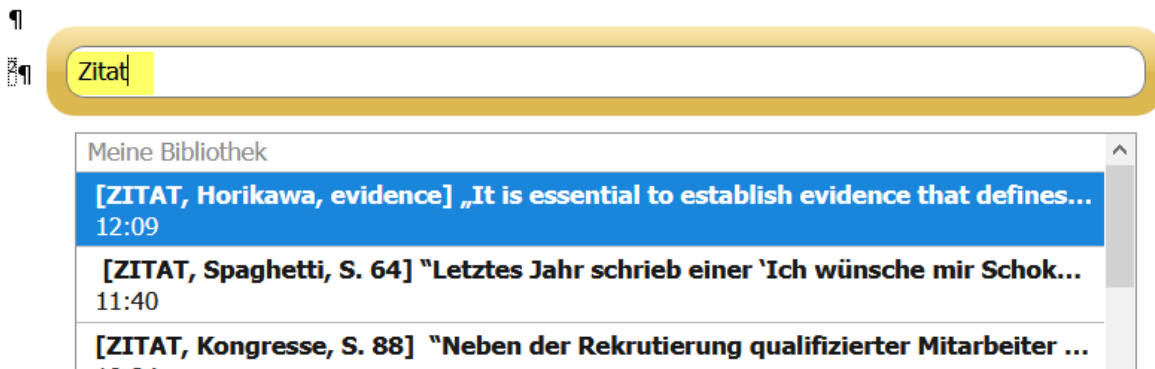 ¶
¶ Zitat
Meine Bibliothek
[ZITAT, Horikawa, evidence] „It is essential to establish evidence that defines...
12:09
[ZITAT, Spaghetti, S. 64] “Letztes Jahr schrieb einer ‘Ich wünsche mir Schok...
11:40
[ZITAT, Kongresse, S. 88] “Neben der Rekrutierung qualifizierter Mitarbeiter ...